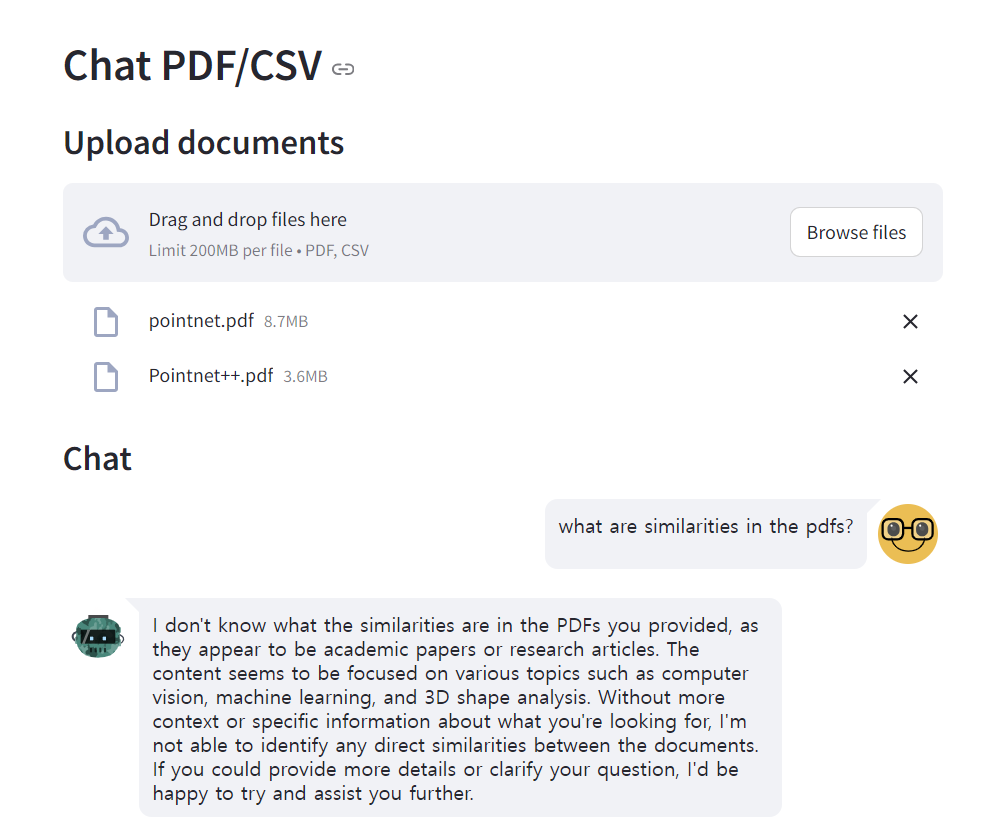 Chat PDF/CSV
Upload documents
Drag and drop files here
Limit 200MB per file • PDF, CSV
Browse files
pointnet.pdf 8.7MB
Pointnet++.pdf 3.6MB
Chat
what are similarities in the pdfs?
I don't know what the similarities are in the PDFs you provided, as
they appear to be academic papers or research articles. The
content seems to be focused on various topics such as computer
vision, machine learning, and 3D shape analysis. Without more
context or specific information about what you're looking for, I'm
not able to identify any direct similarities between the documents.
If you could provide more details or clarify your question, I'd be
happy to try and assist you further.